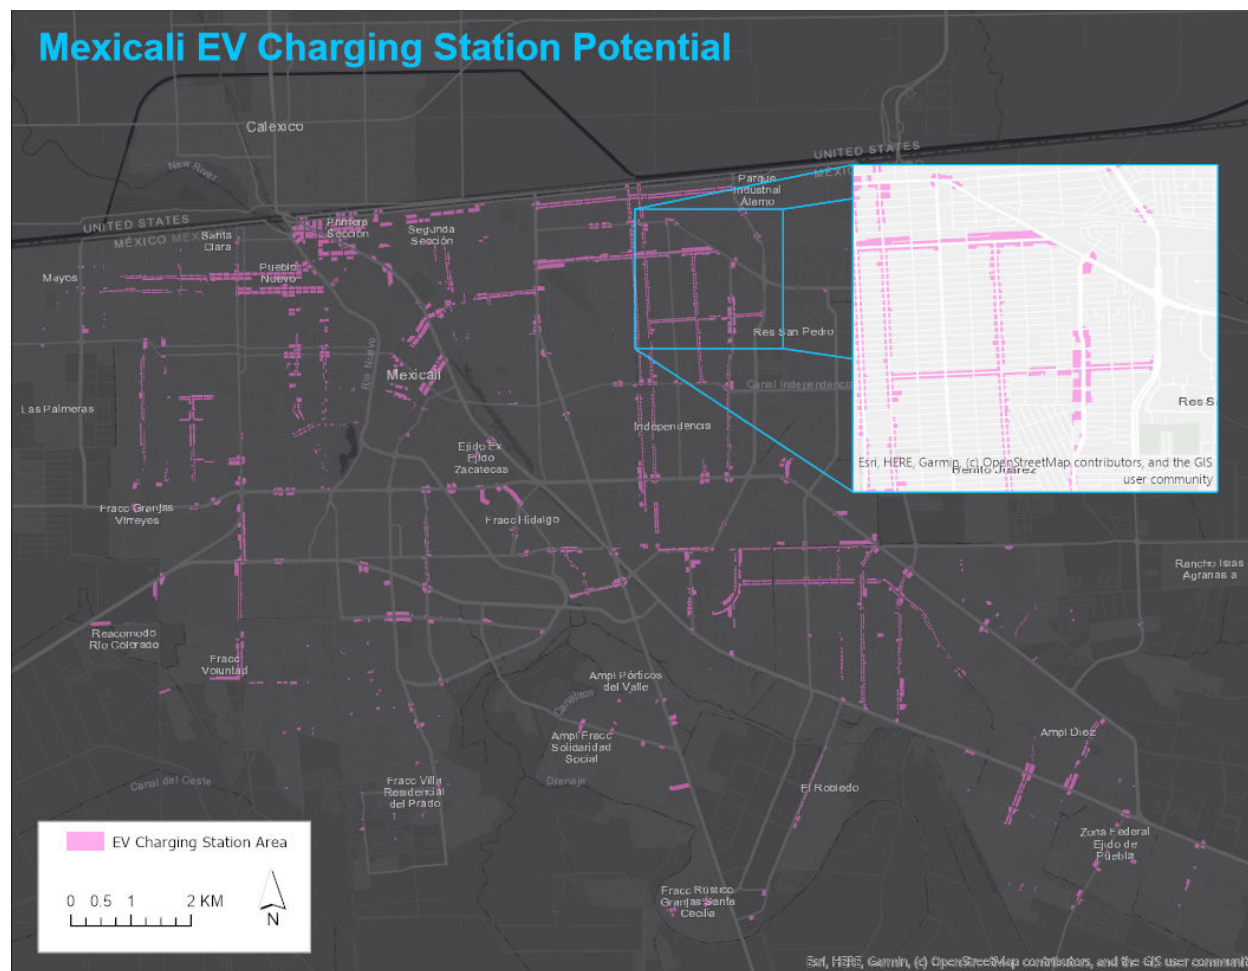 Mexicali EV Charging Station Potential
Calexico
New River
UNITED STATES
MÉXICO
Parque
Industrial
Álamo
UNITED STATES
MÉXICO
Santa
Clara
Primera
Sección
Segunda
Sección
Mayos
Pueblo
Nuevo
Res San Pedro
Río Nuevo
Mexicali
Canal Independencia
Las Palmeras
Independencia
Ejido Ex
Ejido
Zacatecas
Res S
Esri, HERE, Garmin, (c) OpenStreetMap contributors, and the GIS
user community
Benito Juárez
Fracc Granjas
Virreyes
Fracc Hidalgo
Rancho Islas
Agrarias a
Reacomodo
Río Colorado
Fracc
Voluntad
Ampl Pórticos
del Valle
Canalitos
Ampl Fracc
Solidaridad
Social
Ampl Diez
Canal del Oeste
Drenaje
Fracc Villa
Residencial
del Prado
El Robledo
Zona Federal
Ejido de
Puebla
Fracc Rústico
Granjas Santa
Cecilia
EV Charging Station Area
0 0.5 1 2 KM
N
Esri, HERE, Garmin, (c) OpenStreetMap contributors, and the GIS user communit